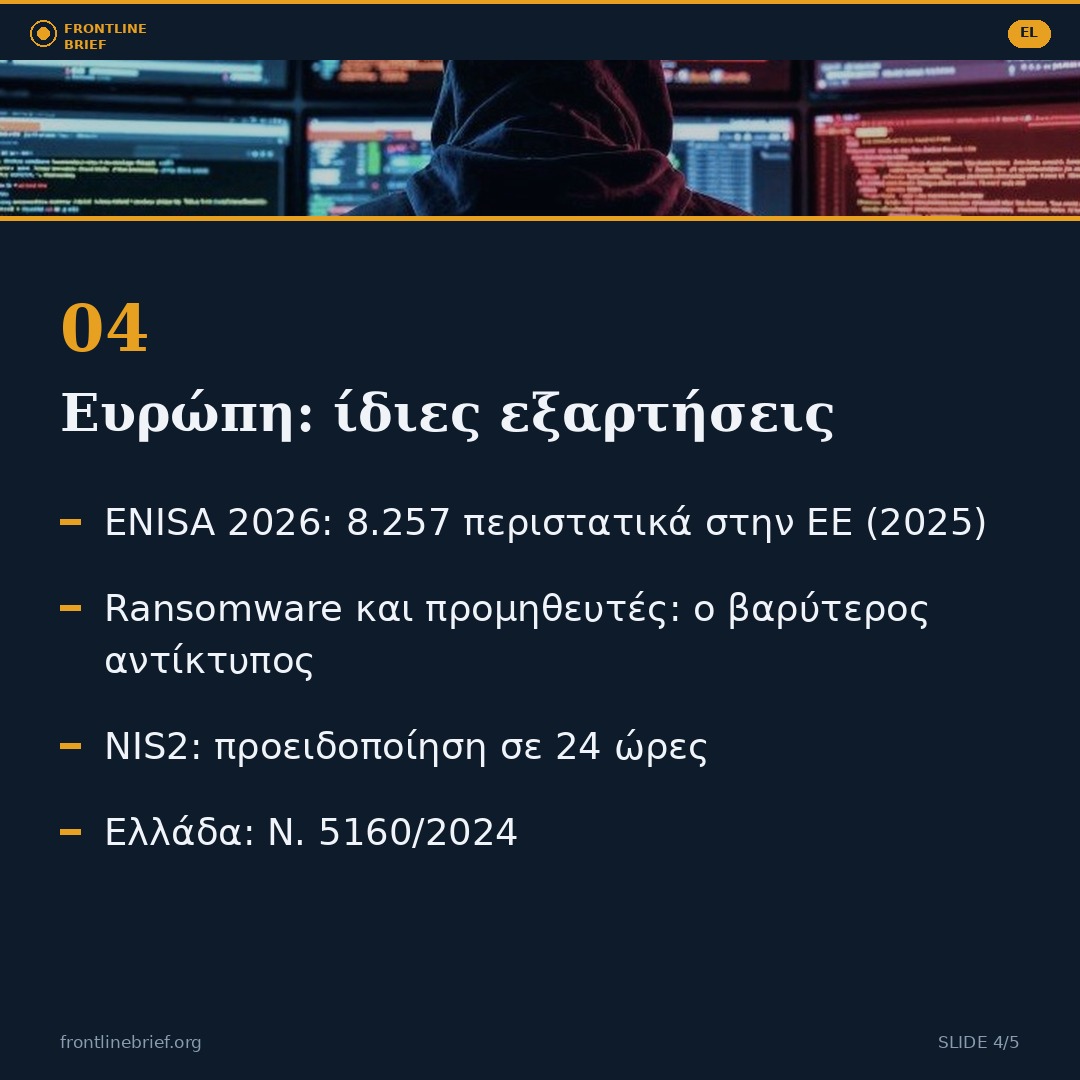 FRONTLINE
BRIEF
EL
04
Ευρώπη: ίδιες εξαρτήσεις
ENISA 2026: 8.257 περιστατικά στην ΕΕ (2025)
Ransomware και προμηθευτές: ο βαρύτερος
αντίκτυπος
NIS2: προειδοποίηση σε 24 ώρες
Ελλάδα: Ν. 5160/2024
frontlinebrief.org
SLIDE 4/5